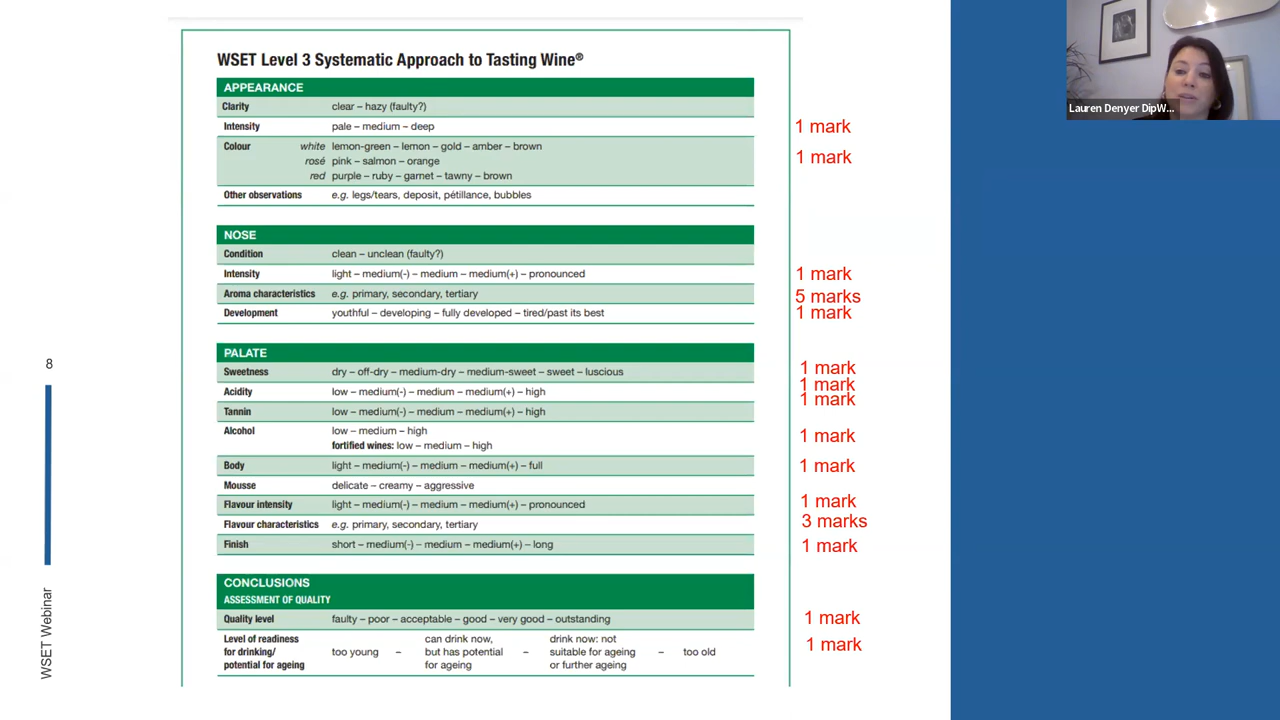 WSET Level 3 Systematic Approach to Tasting Wine®
APPEARANCE
Clarity clear – hazy (faulty?)
Intensity pale – medium – deep 1 mark
Colour white lemon-green – lemon – gold – amber – brown 1 mark
rosé pink – salmon – orange
red purple – ruby – garnet – tawny – brown
Other observations e.g. legs/tears, deposit, pétillance, bubbles
NOSE
Condition clean – unclean (faulty?)
Intensity light – medium(-) – medium – medium(+) – pronounced 1 mark
Aroma characteristics e.g. primary, secondary, tertiary 5 marks
Development youthful – developing – fully developed – tired/past its best 1 mark
PALATE
Sweetness dry – off-dry – medium-dry – medium-sweet – sweet – luscious 1 mark
Acidity low – medium(-) – medium – medium(+) – high 1 mark
Tannin low – medium(-) – medium – medium(+) – high 1 mark
Alcohol low – medium – high 1 mark
fortified wines: low – medium – high
Body light – medium(-) – medium – medium(+) – full 1 mark
Mousse delicate – creamy – aggressive
Flavour intensity light – medium(-) – medium – medium(+) – pronounced 1 mark
Flavour characteristics e.g. primary, secondary, tertiary 3 marks
Finish short – medium(-) – medium – medium(+) – long 1 mark
CONCLUSIONS
ASSESSMENT OF QUALITY
Quality level faulty – poor – acceptable – good – very good – outstanding 1 mark
Level of readiness can drink now, drink now: not 1 mark
for drinking/ too young – but has potential – suitable for ageing – too old
potential for ageing for ageing or further ageing
8
WSET Webinar
Lauren Denyer DipW...